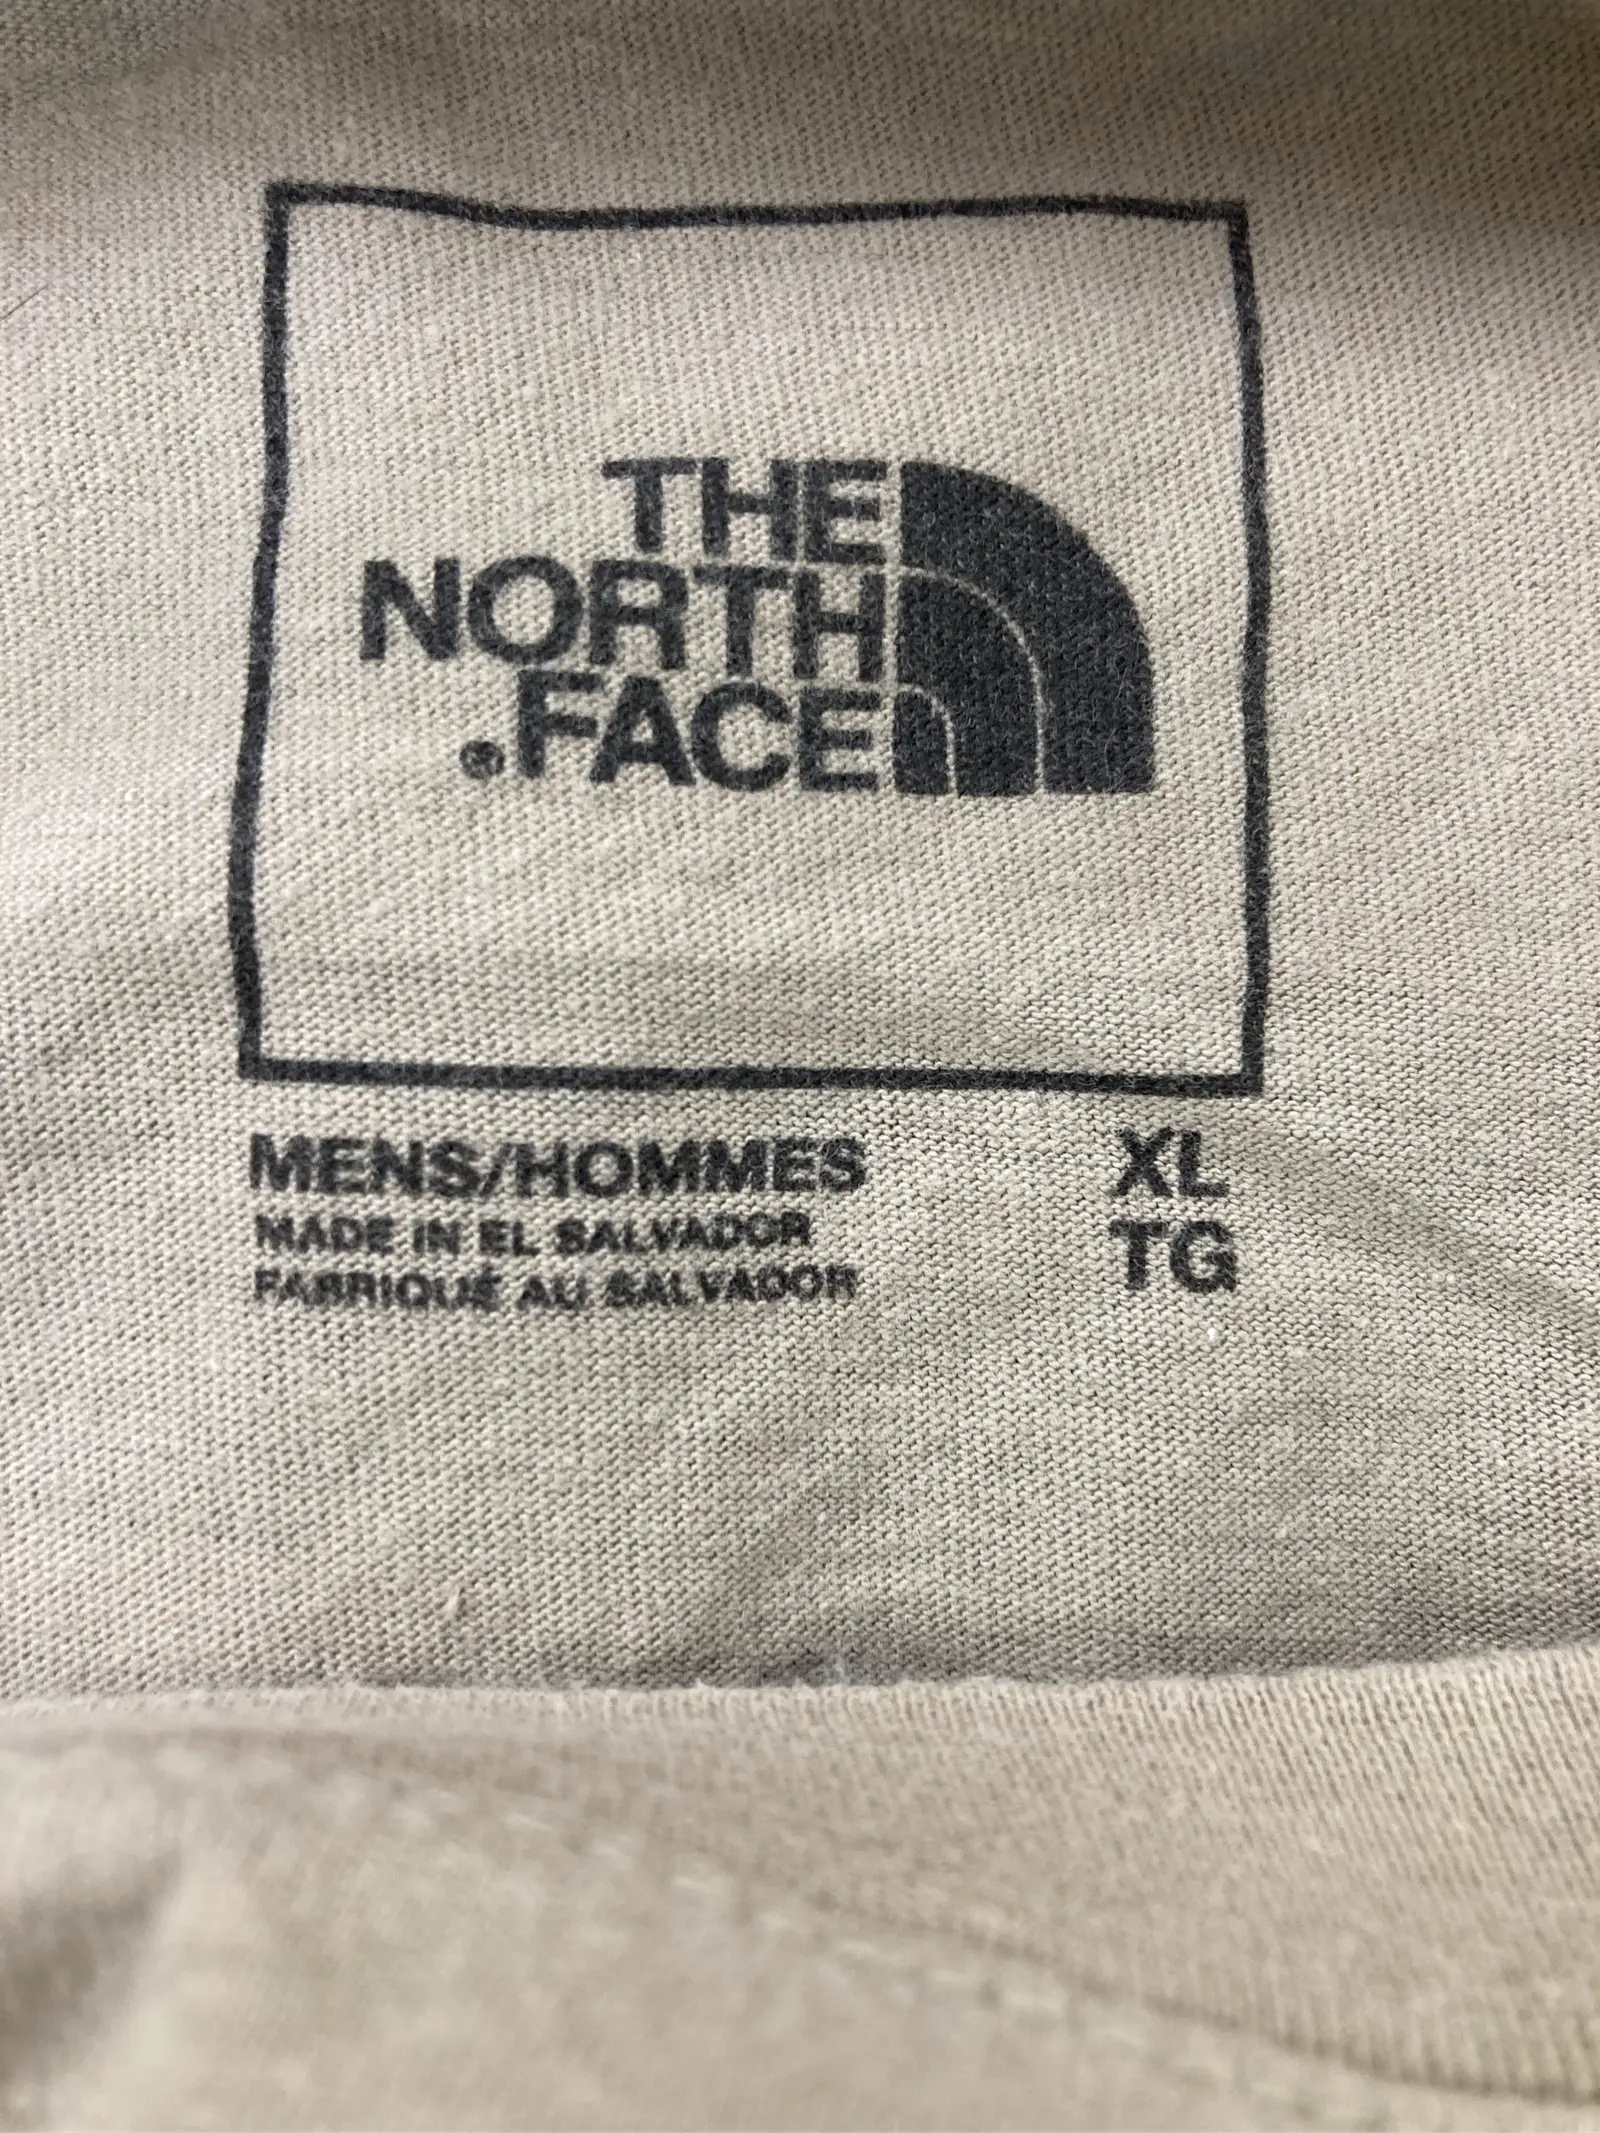 THE
NORTH
®FACE
MENS/HOMMES XL
MADE IN EL SALVADOR TG
FABRIQUÉ AU SALVADOR